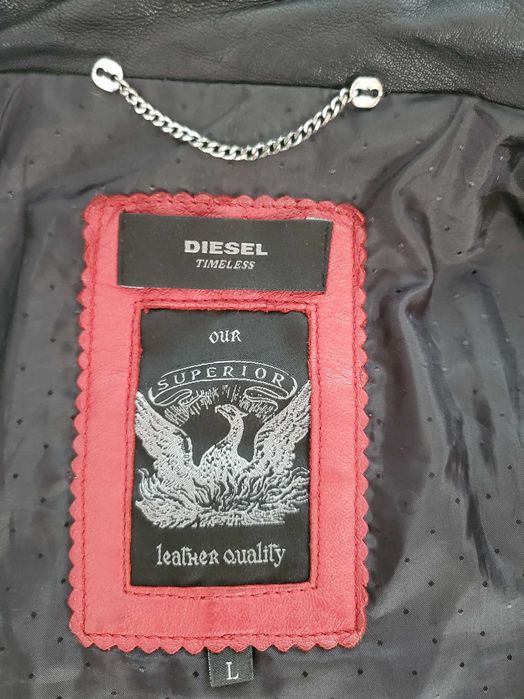 DIESEL
TIMELESS
OUR
SUPERIOR
leather quality
L